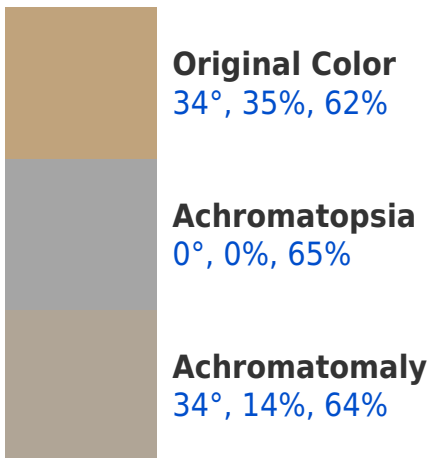 Original Color
34°, 35%, 62%
Achromatopsia
0°, 0%, 65%
Achromatomaly
34°, 14%, 64%